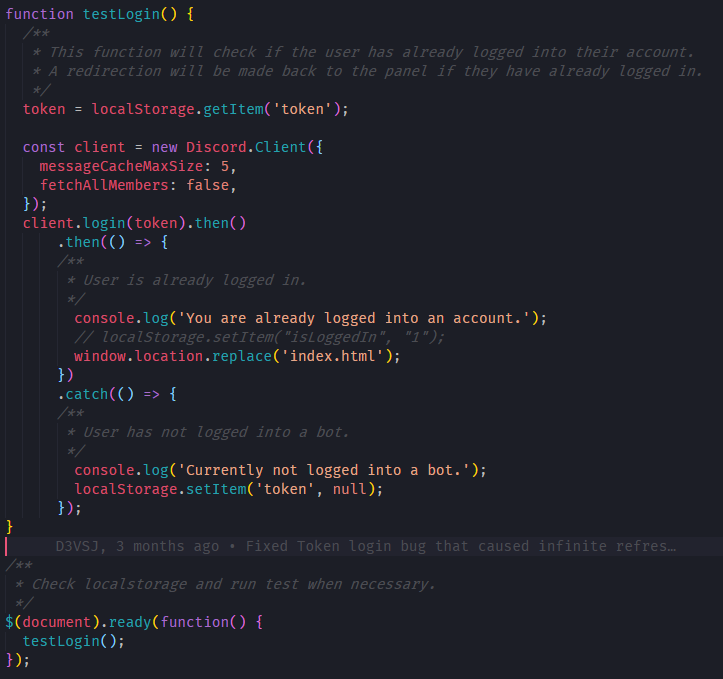 function testLogin() {
  /**
   * This function will check if the user has already logged into their account.
   * A redirection will be made back to the panel if they have already logged in.
   */
  token = localStorage.getItem('token');

  const client = new Discord.Client({
    messageCacheMaxSize: 5,
    fetchAllMembers: false,
  });
  client.login(token).then()
      .then(() => {
      /**
       * User is already logged in.
       */
        console.log('You are already logged into an account.');
        // localStorage.setItem("isLoggedIn", "1");
        window.location.replace('index.html');
      })
      .catch(() => {
      /**
       * User has not logged into a bot.
       */
        console.log('Currently not logged into a bot.');
        localStorage.setItem('token', null);
      });
}
D3VSJ, 3 months ago • Fixed Token login bug that caused infinite refres…
/**
 * Check localstorage and run test when necessary.
 */
$(document).ready(function() {
  testLogin();
});